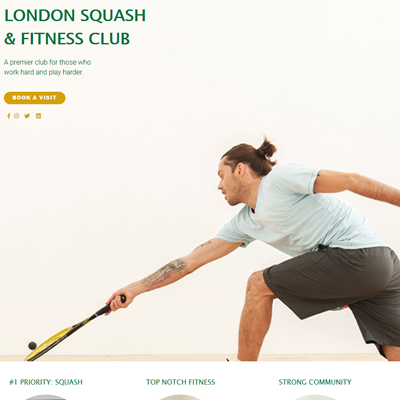 LONDON SQUASH
& FITNESS CLUB
A premier club for those who
work hard and play harder.
BOOK A VISIT
#1 PRIORITY: SQUASH
TOP NOTCH FITNESS
STRONG COMMUNITY